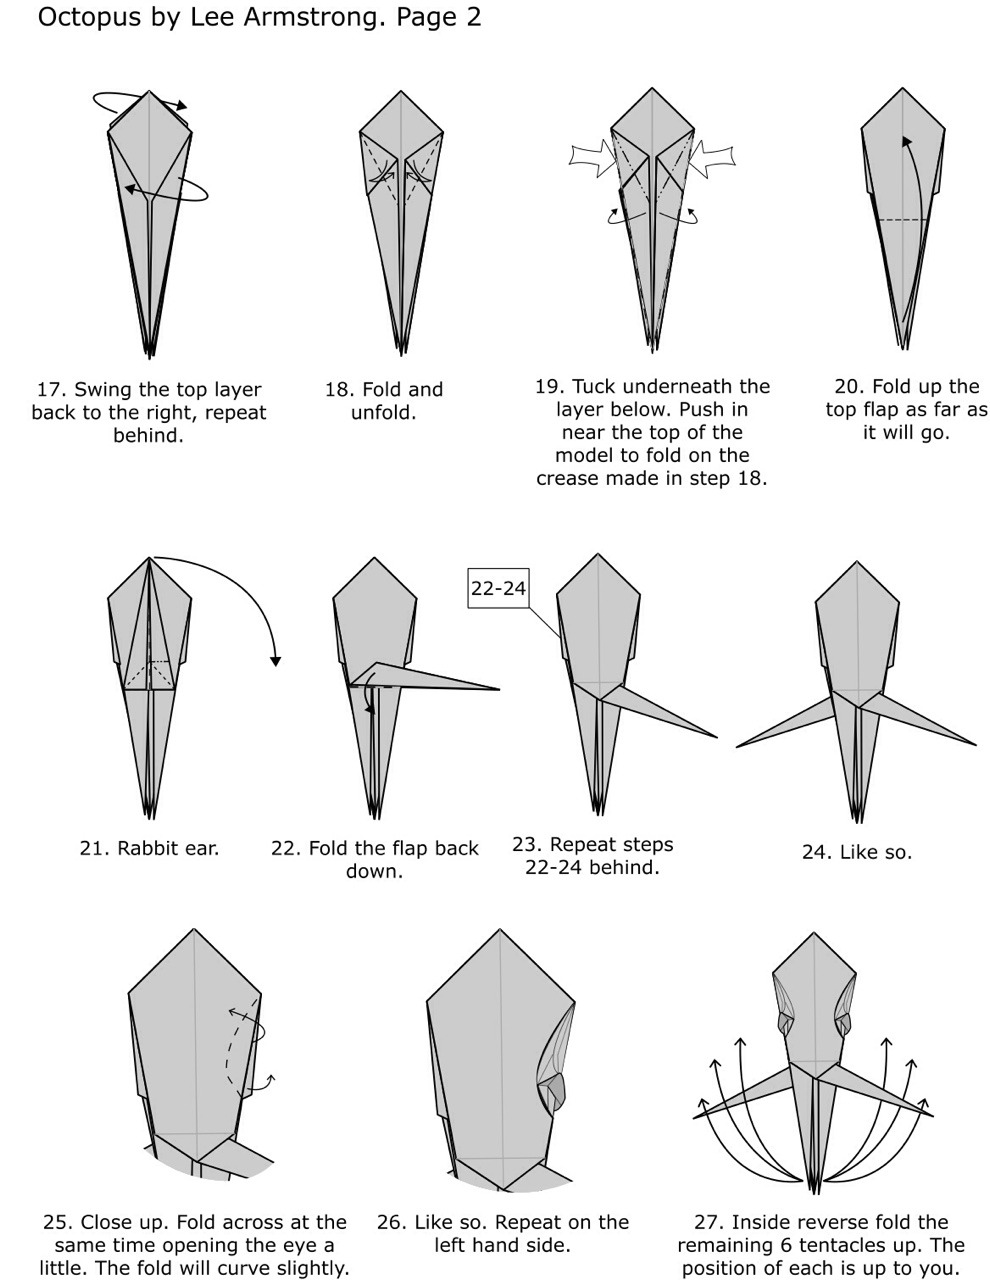 Octopus by Lee Armstrong. Page 2
17. Swing the top layer
back to the right, repeat
behind.
18. Fold and
unfold.
19. Tuck underneath the
layer below. Push in
near the top of the
model to fold on the
crease made in step 18.
20. Fold up the
top flap as far as
it will go.
22-24
21. Rabbit ear.
22. Fold the flap back
down.
23. Repeat steps
22-24 behind.
24. Like so.
25. Close up. Fold across at the
same time opening the eye a
little. The fold will curve slightly.
26. Like so. Repeat on the
left hand side.
27. Inside reverse fold the
remaining 6 tentacles up. The
position of each is up to you.